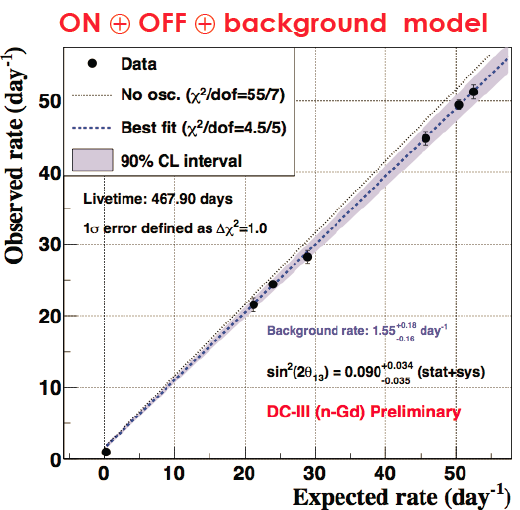 ON ⊕ OFF ⊕ background model
Observed rate (day⁻¹)
Data
No osc. (χ²/dof=55/7)
Best fit (χ²/dof=4.5/5)
90% CL interval
Livetime: 467.90 days
1σ error defined as Δχ²=1.0
Background rate: 1.55 +0.18 -0.16 day⁻¹
sin²(2θ₁₃) = 0.090 +0.034 -0.035 (stat+sys)
DC-III (n-Gd) Preliminary
50
40
30
20
10
0
0 10 20 30 40 50
Expected rate (day⁻¹)